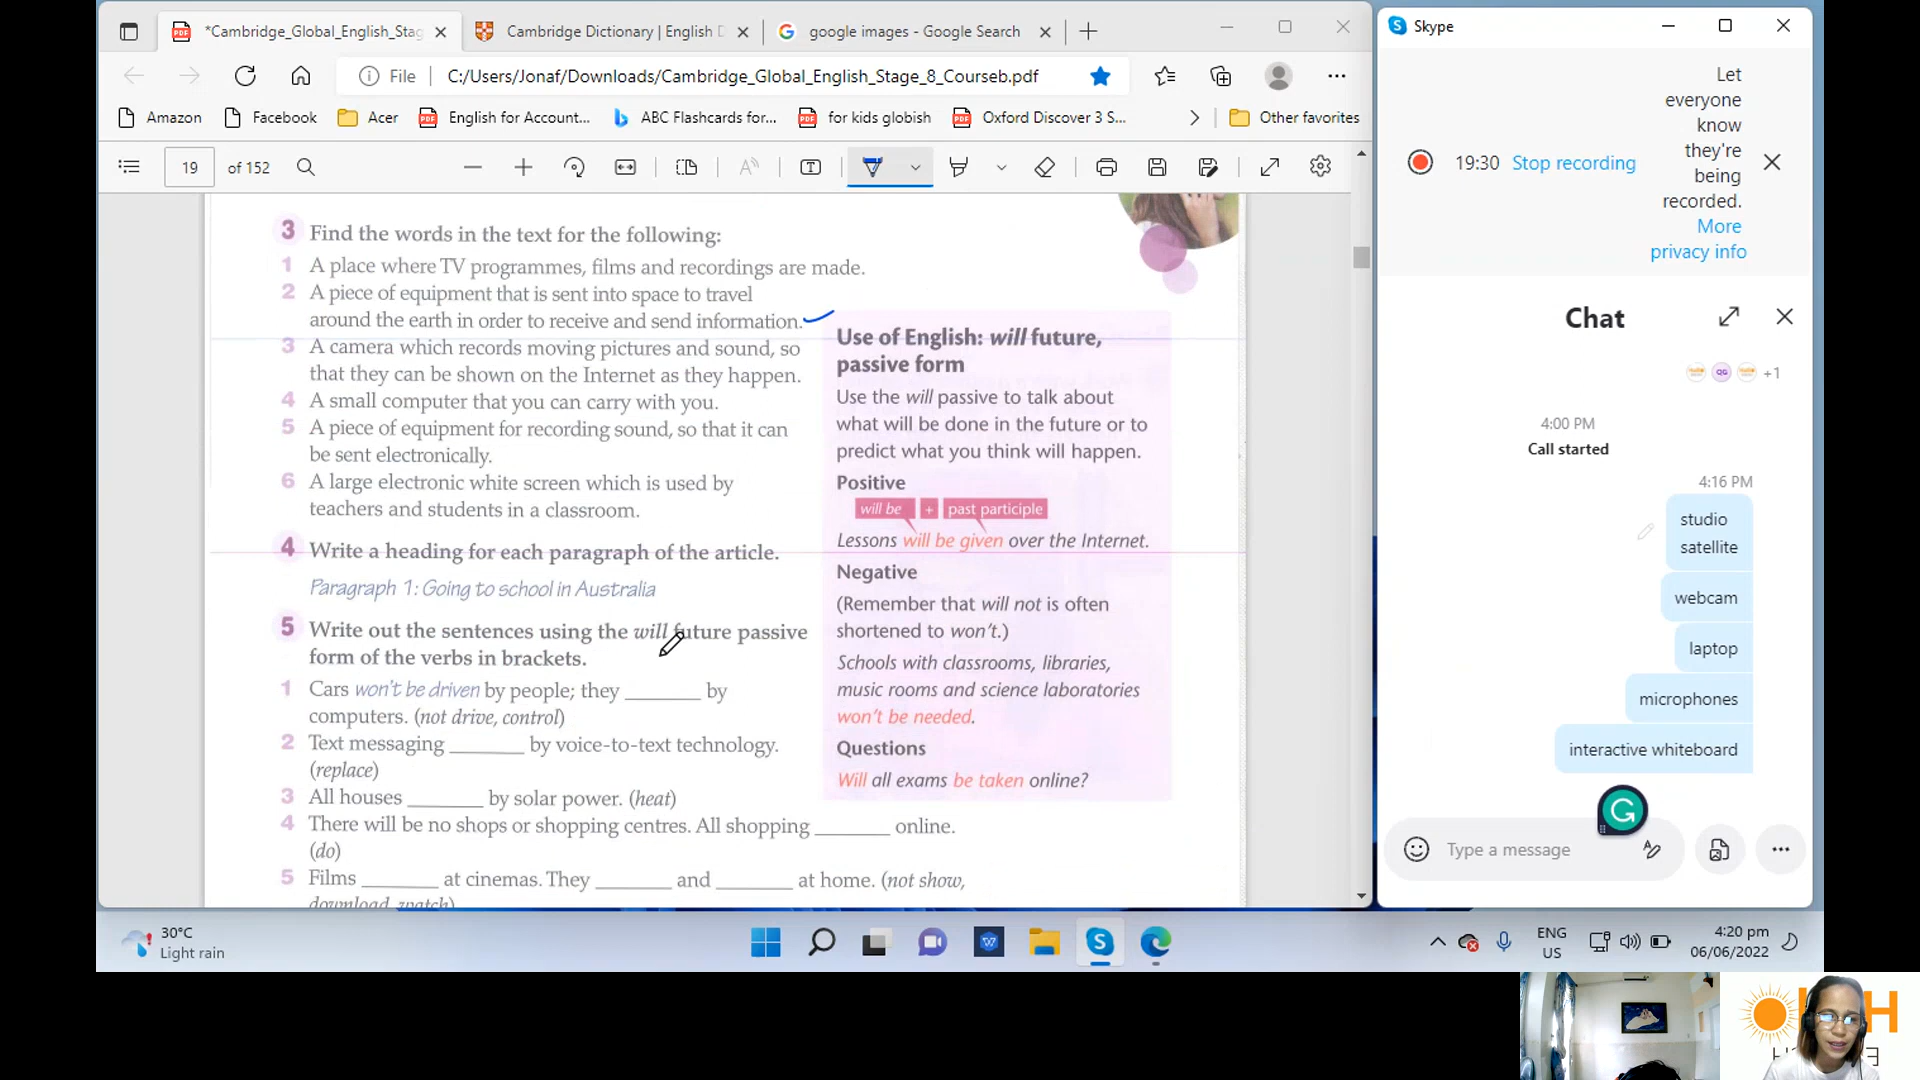 *Cambridge_Global_English_Stag
Cambridge Dictionary | English D
google images - Google Search
File
C:/Users/Jonaf/Downloads/Cambridge_Global_English_Stage_8_Courseb.pdf
Amazon
Facebook
Acer
English for Account...
ABC Flashcards for...
for kids globish
Oxford Discover 3 S...
Other favorites
19
of 152
3 Find the words in the text for the following:
1 A place where TV programmes, films and recordings are made.
2 A piece of equipment that is sent into space to travel
around the earth in order to receive and send information.
3 A camera which records moving pictures and sound, so
that they can be shown on the Internet as they happen.
4 A small computer that you can carry with you.
5 A piece of equipment for recording sound, so that it can
be sent electronically.
6 A large electronic white screen which is used by
teachers and students in a classroom.
4 Write a heading for each paragraph of the article.
Paragraph 1: Going to school in Australia
5 Write out the sentences using the will future passive
form of the verbs in brackets.
1 Cars won't be driven by people; they ________ by
computers. (not drive, control)
2 Text messaging ________ by voice-to-text technology.
(replace)
3 All houses ________ by solar power. (heat)
4 There will be no shops or shopping centres. All shopping ________ online.
(do)
5 Films ________ at cinemas. They ________ and ________ at home. (not show,
download, watch)
Use of English: will future,
passive form
Use the will passive to talk about
what will be done in the future or to
predict what you think will happen.
Positive
will be + past participle
Lessons will be given over the Internet.
Negative
(Remember that will not is often
shortened to won't.)
Schools with classrooms, libraries,
music rooms and science laboratories
won't be needed.
Questions
Will all exams be taken online?
Skype
19:30 Stop recording
Let
everyone
know
they're
being
recorded.
More
privacy info
Chat
QG
+1
4:00 PM
Call started
4:16 PM
studio
satellite
webcam
laptop
microphones
interactive whiteboard
Type a message
30°C
Light rain
ENG
US
4:20 pm
06/06/2022